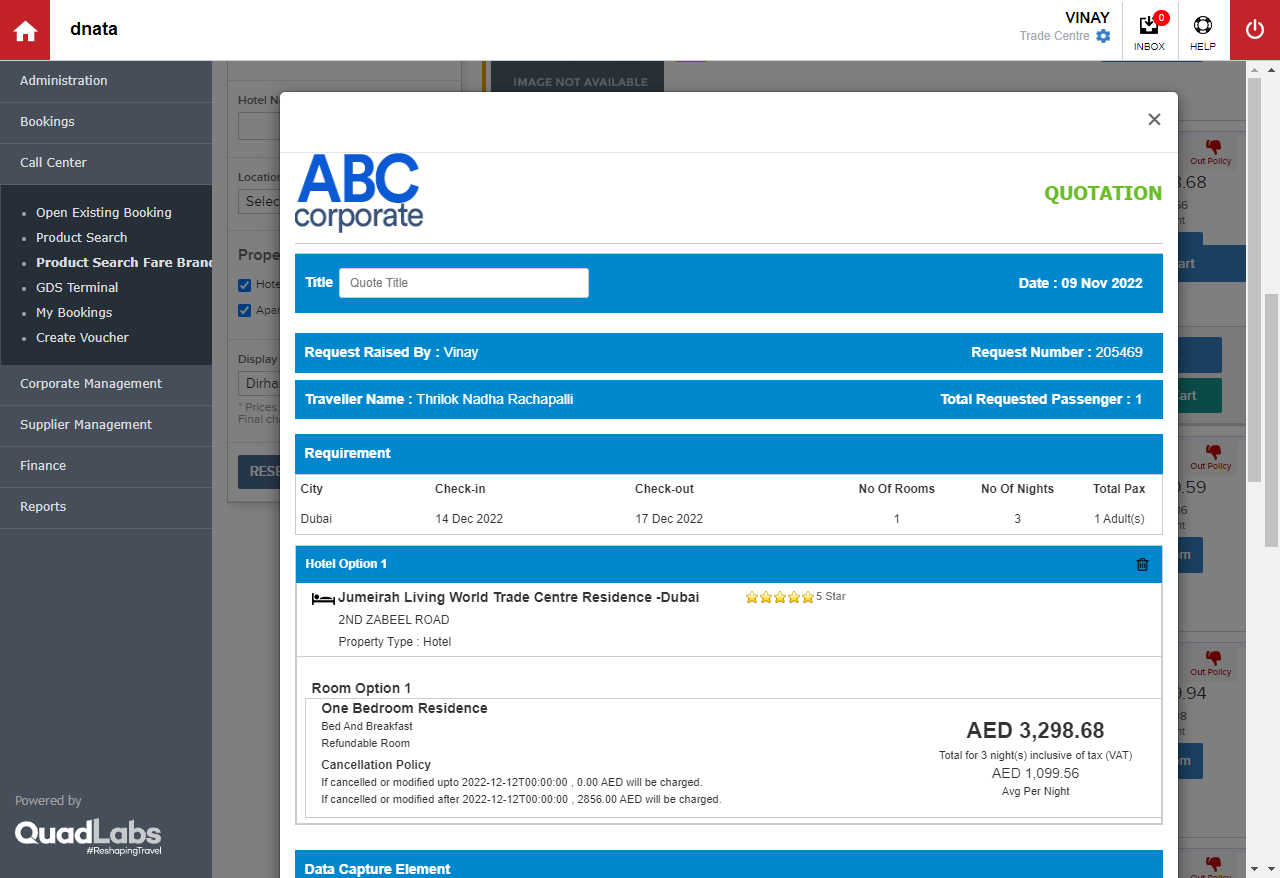 dnata
VINAY
Trade Centre
0
INBOX
HELP
Administration
Bookings
Call Center
Open Existing Booking
Product Search
Product Search Fare Brand
GDS Terminal
My Bookings
Create Voucher
Corporate Management
Supplier Management
Finance
Reports
Powered by
QuadLabs
#ReshapingTravel
IMAGE NOT AVAILABLE
Hotel Na
Location
Selec
Prope
Hote
Apar
Display
Dirha
* Prices
Final ch
RESE
×
ABC
corporate
QUOTATION
Title
Quote Title
Date : 09 Nov 2022
Request Raised By : Vinay
Request Number : 205469
Traveller Name : Thrilok Nadha Rachapalli
Total Requested Passenger : 1
Requirement
City Check-in Check-out No Of Rooms No Of Nights Total Pax
Dubai 14 Dec 2022 17 Dec 2022 1 3 1 Adult(s)
Hotel Option 1
Jumeirah Living World Trade Centre Residence -Dubai
5 Star
2ND ZABEEL ROAD
Property Type : Hotel
Room Option 1
One Bedroom Residence
Bed And Breakfast
Refundable Room
Cancellation Policy
If cancelled or modified upto 2022-12-12T00:00:00 , 0.00 AED will be charged.
If cancelled or modified after 2022-12-12T00:00:00 , 2856.00 AED will be charged.
AED 3,298.68
Total for 3 night(s) inclusive of tax (VAT)
AED 1,099.56
Avg Per Night
Data Capture Element
Out Policy
.68
art
Cart
Out Policy
.59
om
Out Policy
.94
om
Out Policy